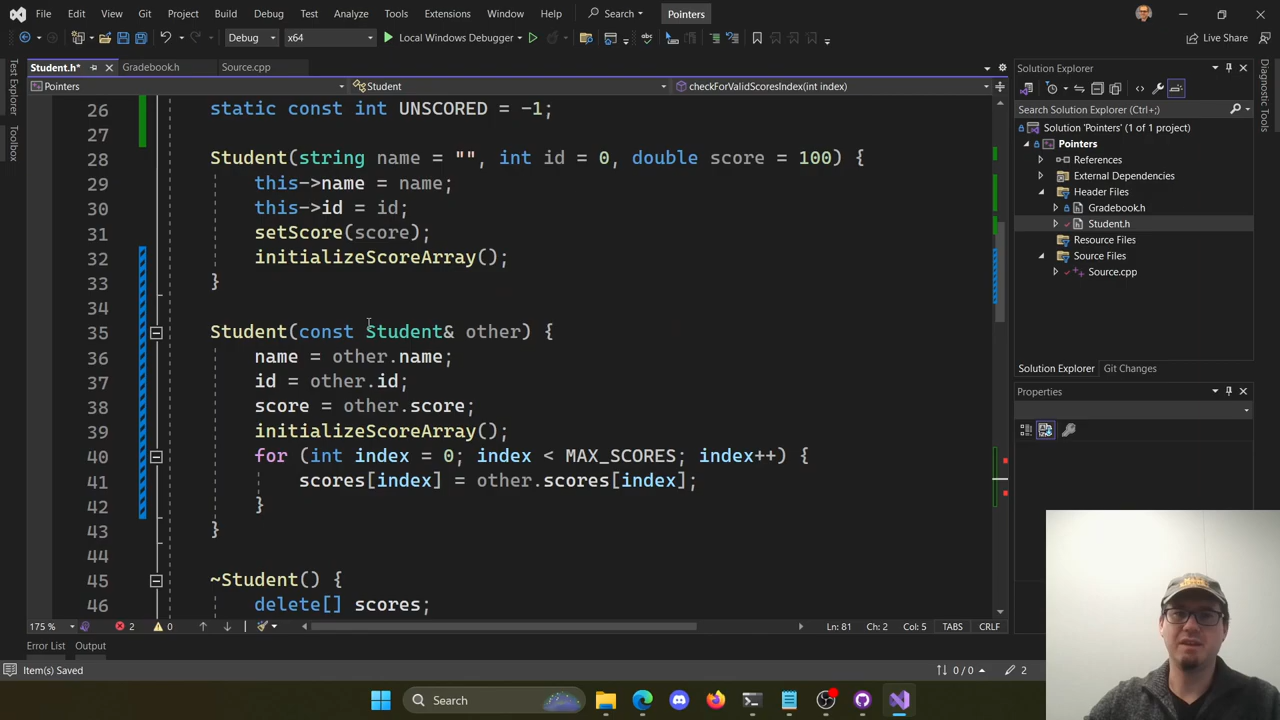 File Edit View Git Project Build Debug Test Analyze Tools Extensions Window Help Search Pointers
Debug x64 Local Windows Debugger Live Share
Student.h* Gradebook.h Source.cpp
Pointers Student checkForValidScoresIndex(int index)
Test Explorer
Toolbox
26 static const int UNSCORED = -1;
27
28 Student(string name = "", int id = 0, double score = 100) {
29 this->name = name;
30 this->id = id;
31 setScore(score);
32 initializeScoreArray();
33 }
34
35 Student(const Student& other) {
36 name = other.name;
37 id = other.id;
38 score = other.score;
39 initializeScoreArray();
40 for (int index = 0; index < MAX_SCORES; index++) {
41 scores[index] = other.scores[index];
42 }
43 }
44
45 ~Student() {
46 delete[] scores;
175 % 2 0 Ln: 81 Ch: 2 Col: 5 TABS CRLF
Error List Output
Item(s) Saved 0 / 0 2
Solution Explorer
Search Solution Explorer (Ctrl+;)
Solution 'Pointers' (1 of 1 project)
Pointers
References
External Dependencies
Header Files
Gradebook.h
Student.h
Resource Files
Source Files
Source.cpp
Solution Explorer Git Changes
Properties
Diagnostic Tools
Search